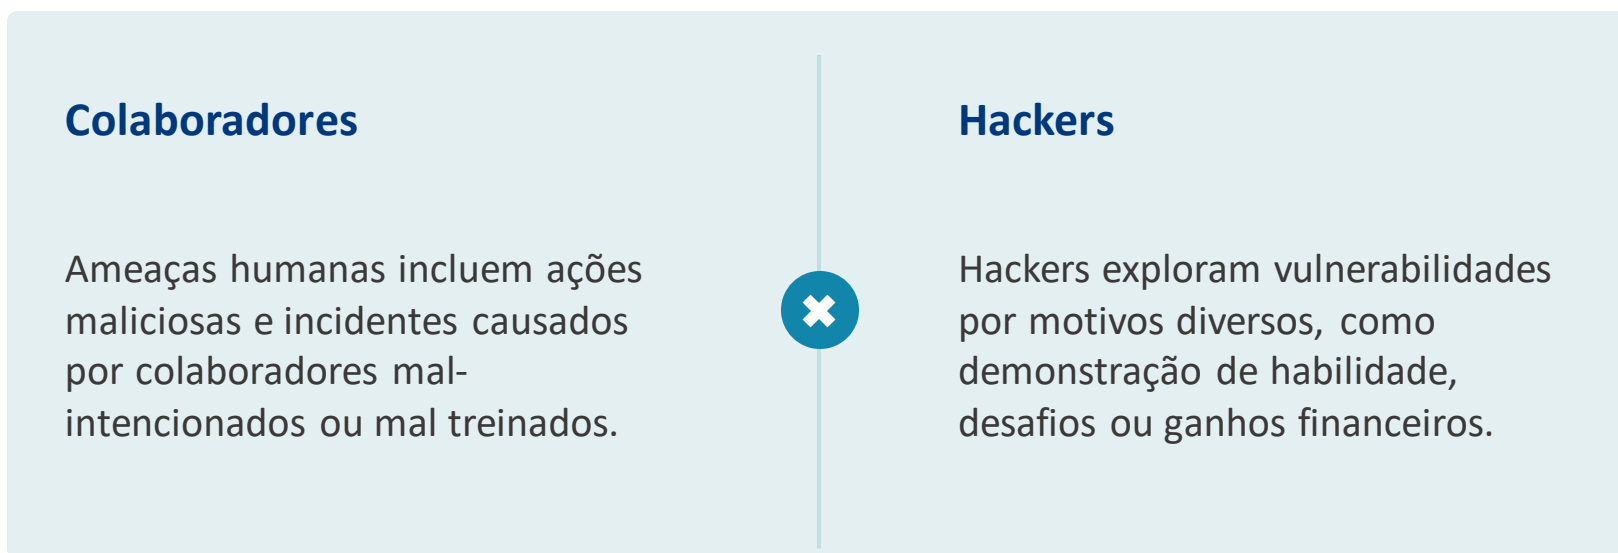 Colaboradores
Ameaças humanas incluem ações
maliciosas e incidentes causados
por colaboradores mal-
intencionados ou mal treinados.
Hackers
Hackers exploram vulnerabilidades
por motivos diversos, como
demonstração de habilidade,
desafios ou ganhos financeiros.